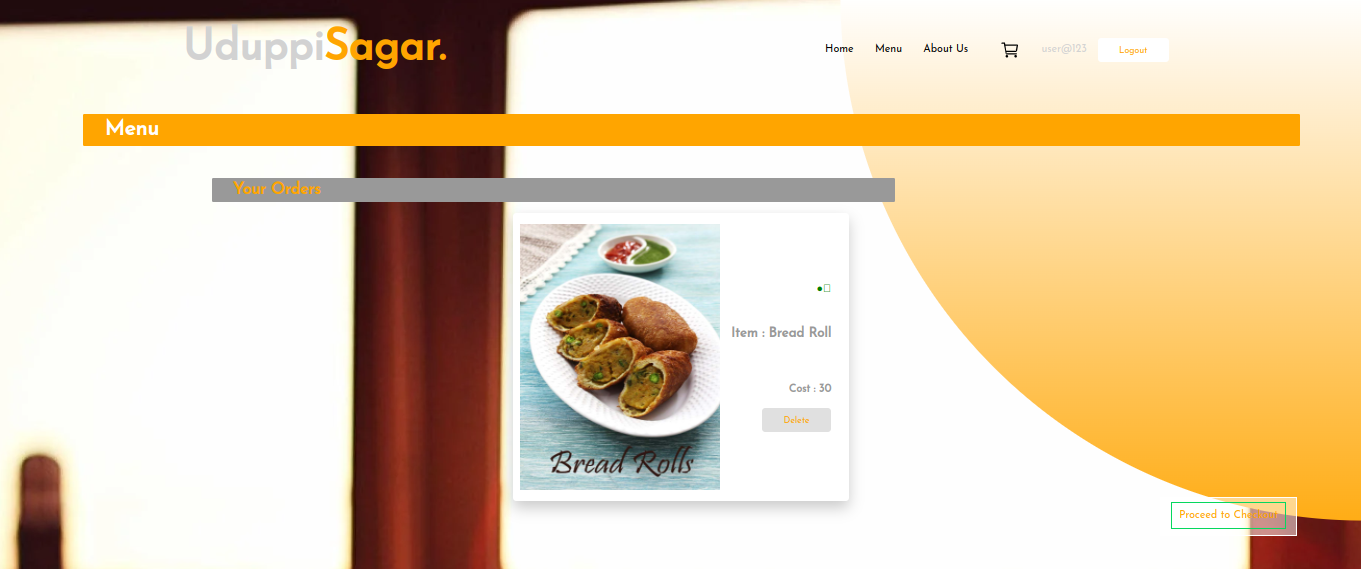 UduppiSagar.
Home Menu About Us user@123 Logout
Menu
Your Orders
Item : Bread Roll
Cost : 30
Delete
Bread Rolls
Proceed to Checkout